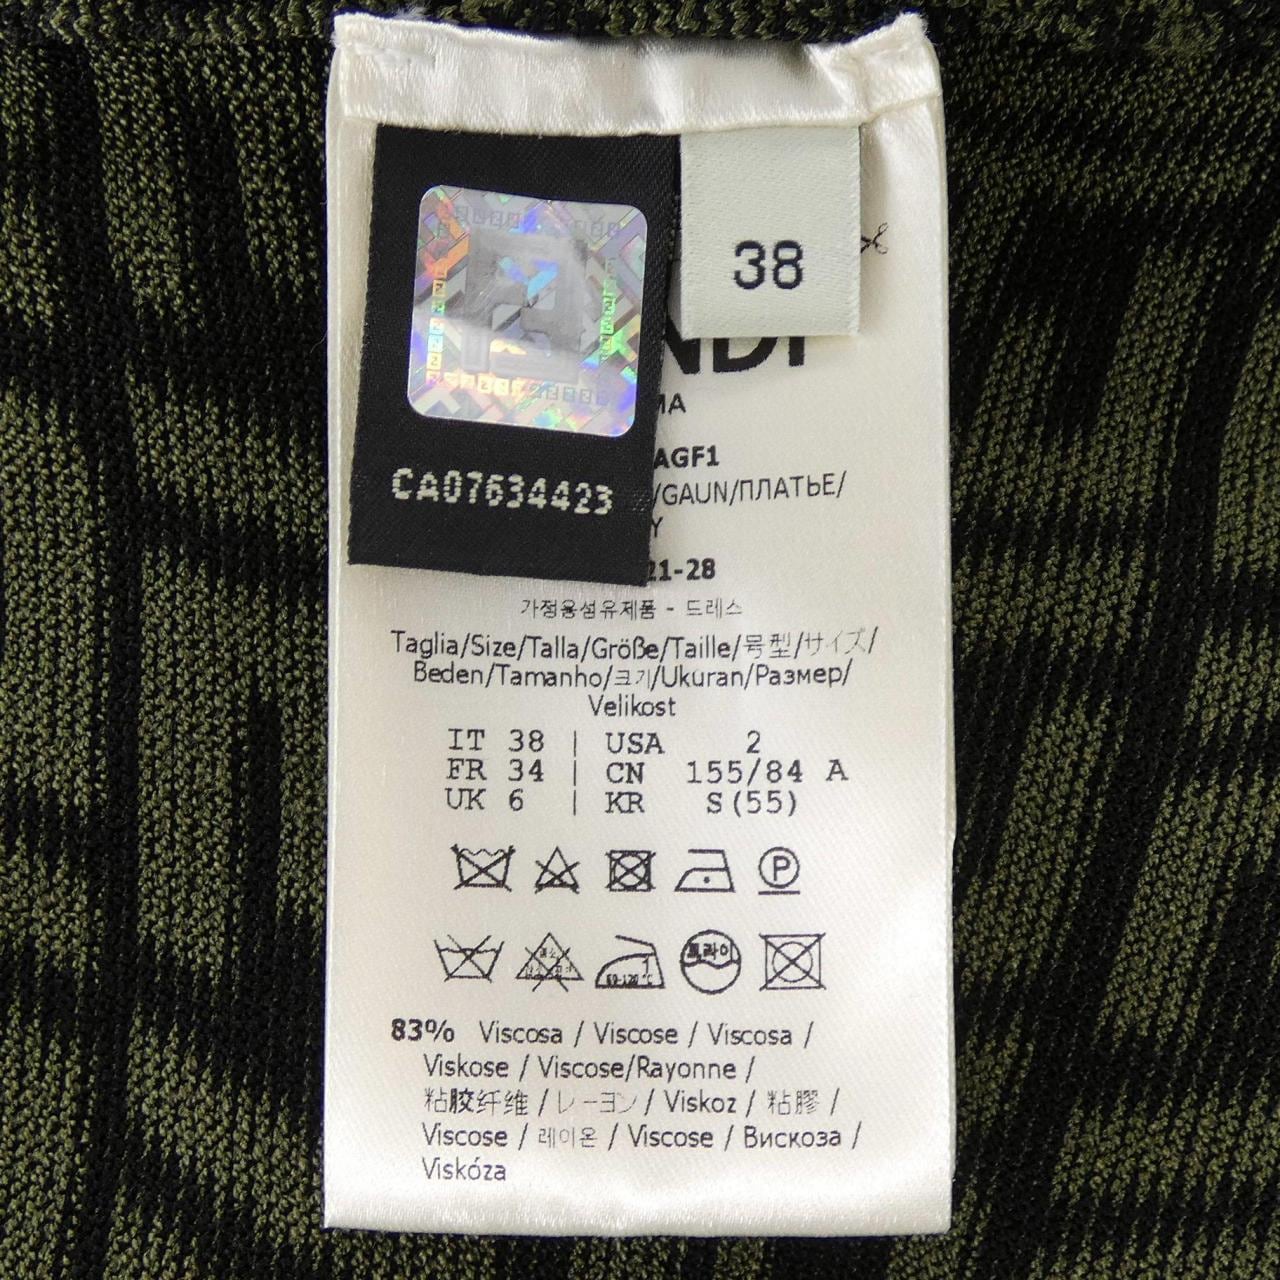 38
NDI
MA
CA07634423
AGF1
/GAUN/ПЛАТЬЕ/
Y
21-28
가정용섬유제품 - 드레스
Taglia/Size/Talla/Größe/Taille/号型/サイズ/
Beden/Tamanho/크기/Ukuran/Размер/
Velikost
IT 38 | USA 2
FR 34 | CN 155/84 A
UK 6 | KR S(55)
P
드라이
83% Viscosa / Viscose / Viscosa /
Viskose / Viscose/Rayonne /
粘胶纤维 / レーヨン / Viskoz / 粘膠 /
Viscose / 레이온 / Viscose / Вискоза /
Viskóza